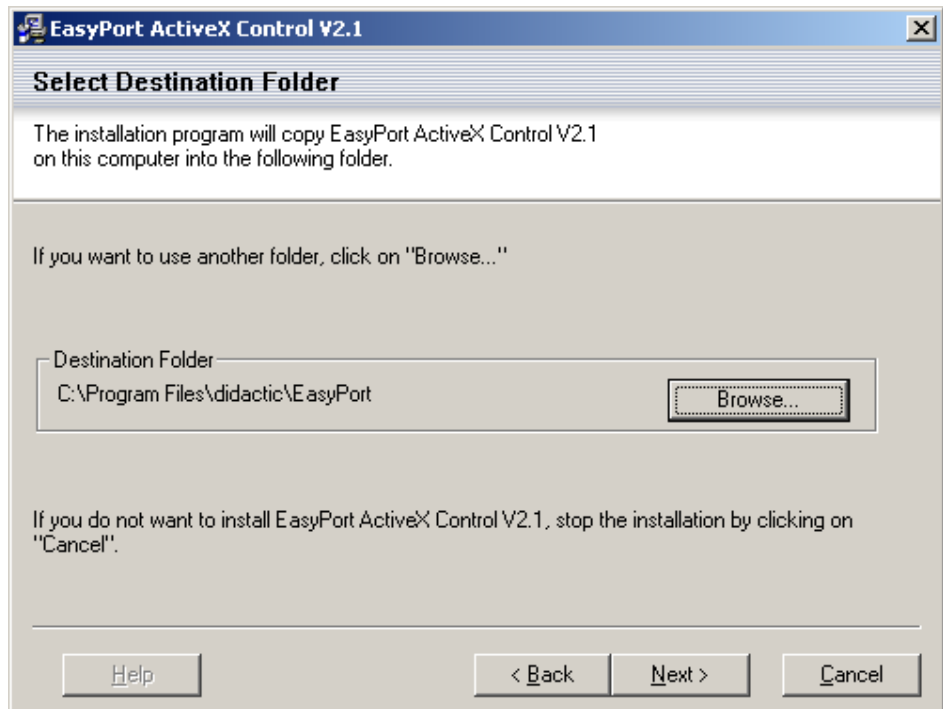 EasyPort ActiveX Control V2.1
Select Destination Folder
The installation program will copy EasyPort ActiveX Control V2.1
on this computer into the following folder.
If you want to use another folder, click on "Browse..."
Destination Folder
C:\Program Files\didactic\EasyPort
Browse...
If you do not want to install EasyPort ActiveX Control V2.1, stop the installation by clicking on
"Cancel".
Help
< Back
Next >
Cancel